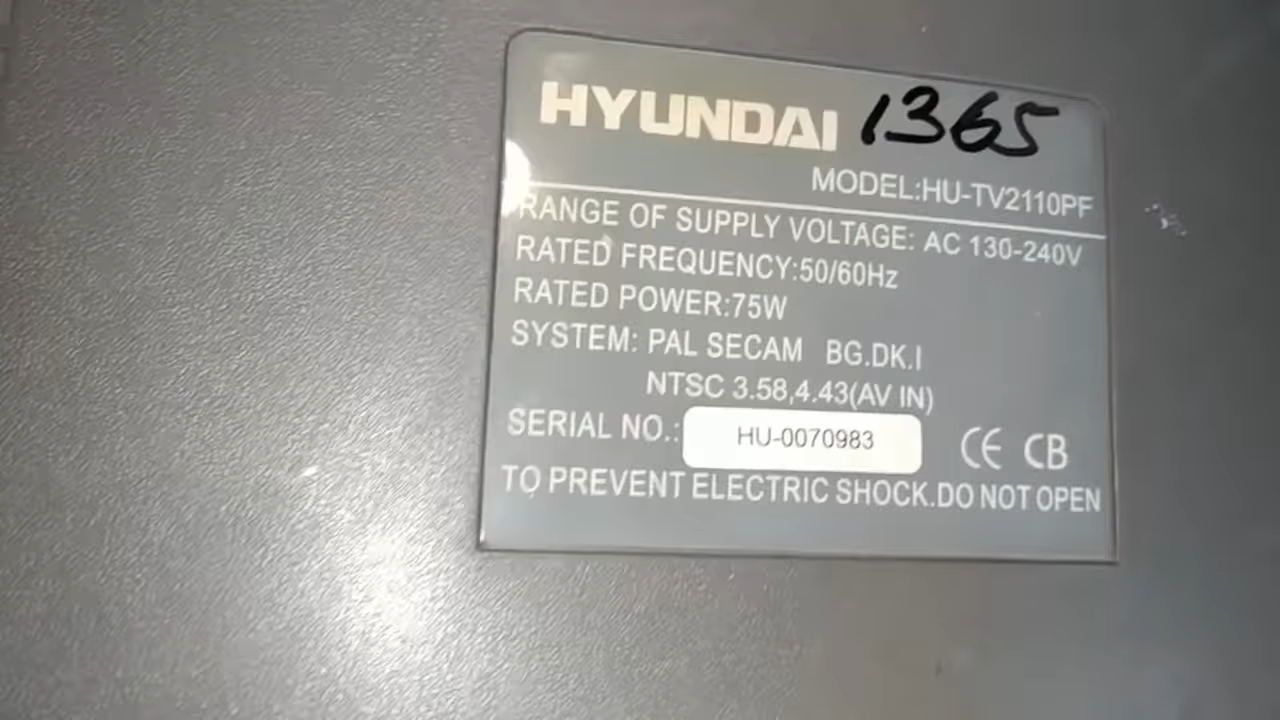 HYUNDAI 1365
MODEL:HU-TV2110PF
RANGE OF SUPPLY VOLTAGE: AC 130-240V
RATED FREQUENCY:50/60Hz
RATED POWER:75W
SYSTEM: PAL SECAM BG.DK.I
NTSC 3.58,4.43(AV IN)
SERIAL NO.: HU-0070983 CE CB
TO PREVENT ELECTRIC SHOCK.DO NOT OPEN